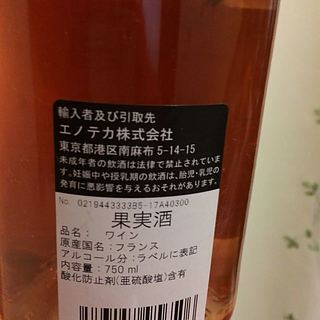 輸入者及び引取先
エノテカ株式会社
東京都港区南麻布 5-14-15
未成年者の飲酒は法律で禁止されていま
す。妊娠中や授乳期の飲酒は、胎児・乳児の
発育に悪影響を与えるおそれがあります。
No. 0219443333B5-17A40300
果実酒
品名： ワイン
原産国名：フランス
アルコール分：ラベルに表記
内容量：750 ml
酸化防止剤(亜硫酸塩)含有